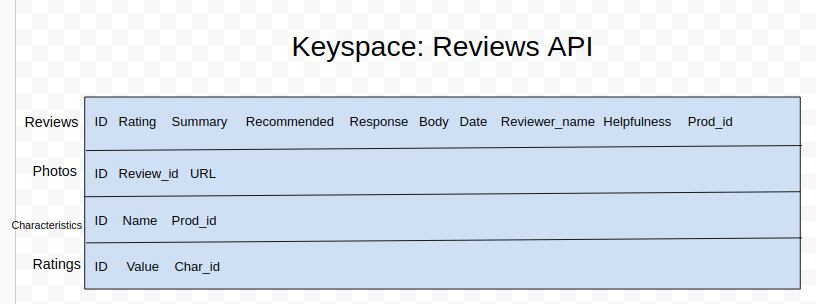 Keyspace: Reviews API
Reviews ID Rating Summary Recommended Response Body Date Reviewer_name Helpfulness Prod_id
Photos ID Review_id URL
Characteristics ID Name Prod_id
Ratings ID Value Char_id